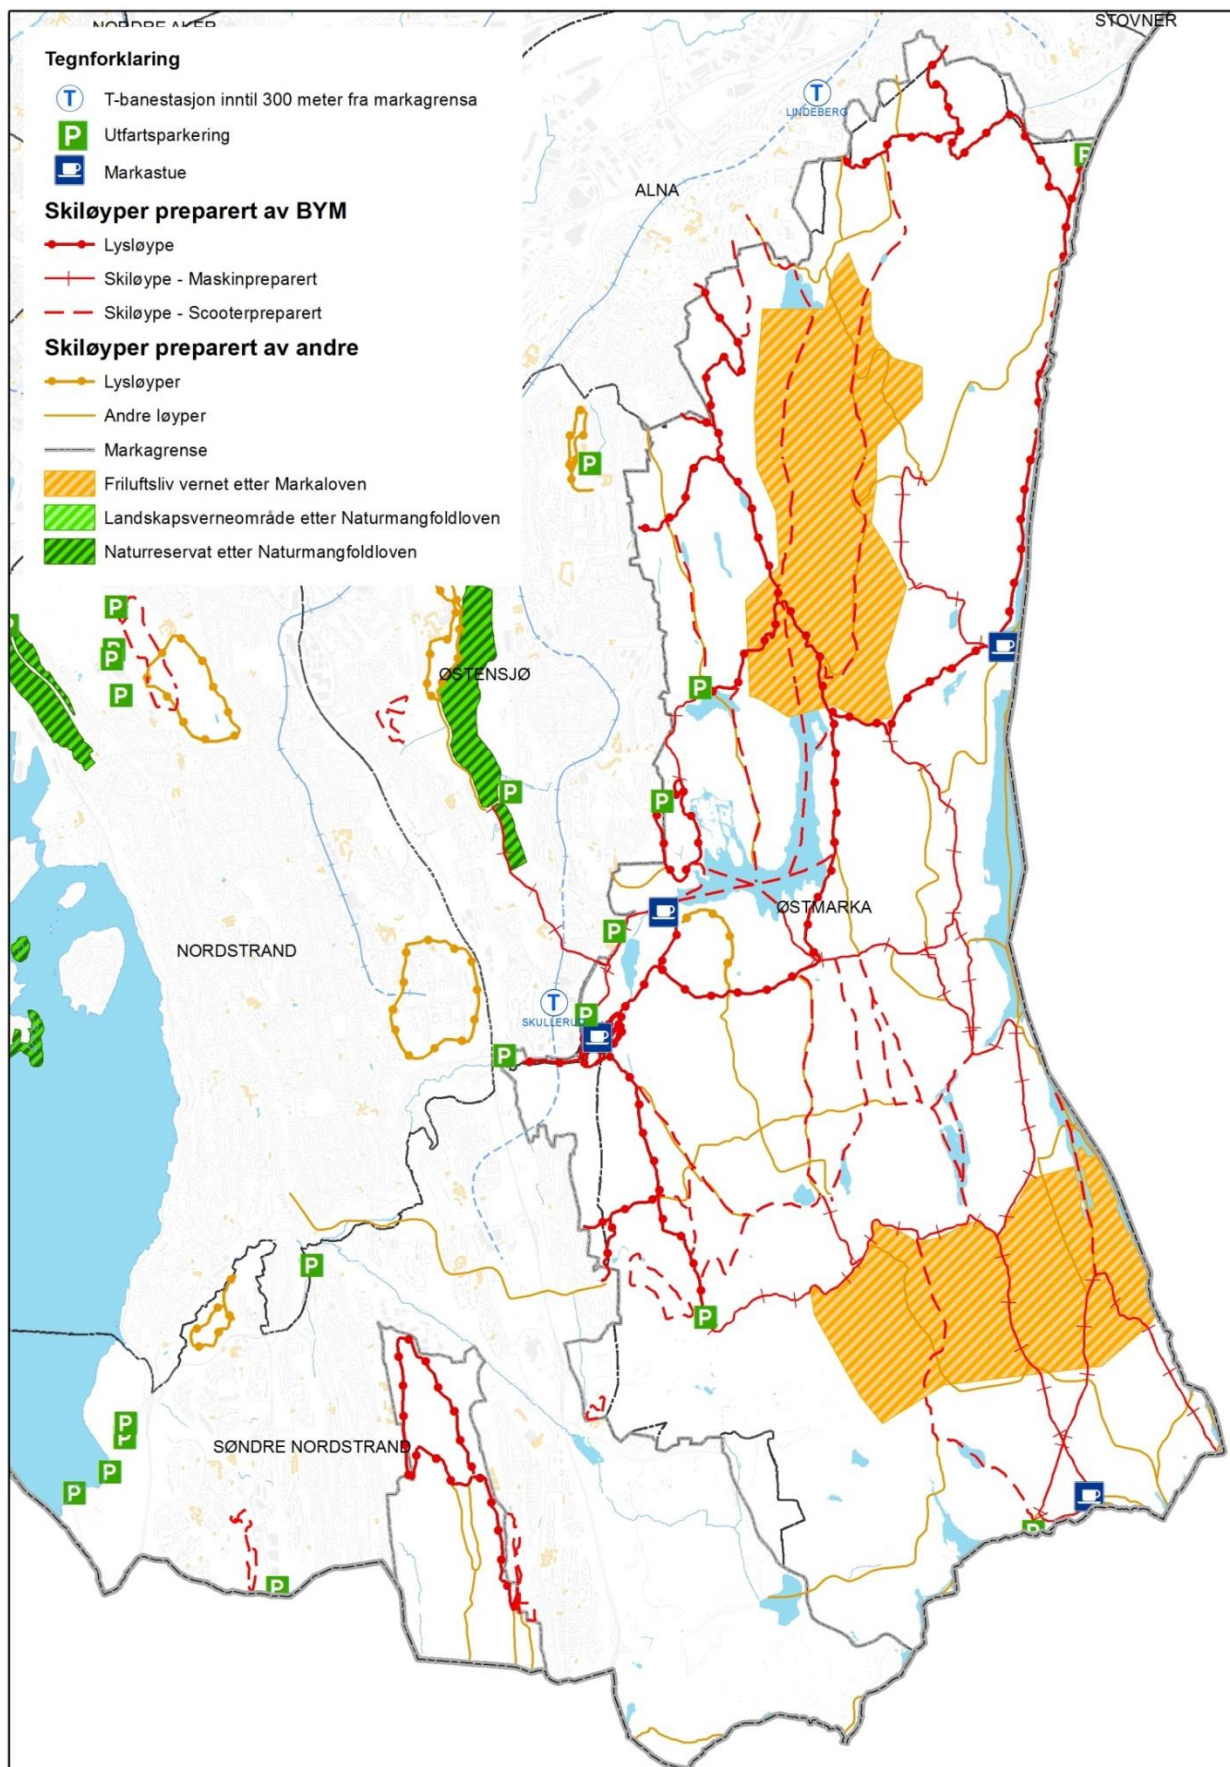 NORDRE AKER
STOVNER
Tegnforklaring
T T-banestasjon inntil 300 meter fra markagrensa
P Utfartsparkering
Markastue
Skiløyper preparert av BYM
Lysløype
Skiløype - Maskinpreparert
Skiløype - Scooterpreparert
Skiløyper preparert av andre
Lysløyper
Andre løyper
Markagrense
Friluftsliv vernet etter Markaloven
Landskapsverneområde etter Naturmangfoldloven
Naturreservat etter Naturmangfoldloven
T
LINDEBERG
P
ALNA
P
P
P
P
P
ØSTENSJØ
P
P
P
ØSTMARKA
P
NORDSTRAND
T
SKULLERUD
P
P
P
P
P
P
SØNDRE NORDSTRAND
P
P
P
P